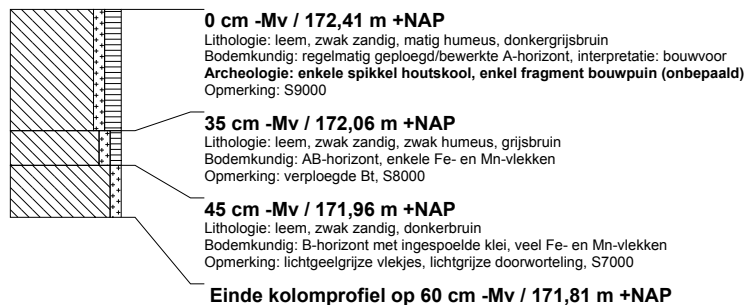 0 cm -Mv / 172,41 m +NAP
Lithologie: leem, zwak zandig, matig humeus, donkergrijsbruin
Bodemkundig: regelmatig geploegd/bewerkte A-horizont, interpretatie: bouwvoor
Archeologie: enkele spikkel houtskool, enkel fragment bouwpuin (onbepaald)
Opmerking: S9000
35 cm -Mv / 172,06 m +NAP
Lithologie: leem, zwak zandig, zwak humeus, grijsbruin
Bodemkundig: AB-horizont, enkele Fe- en Mn-vlekken
Opmerking: verploegde Bt, S8000
45 cm -Mv / 171,96 m +NAP
Lithologie: leem, zwak zandig, donkerbruin
Bodemkundig: B-horizont met ingespoelde klei, veel Fe- en Mn-vlekken
Opmerking: lichtgeelgrijze vlekjes, lichtgrijze doorworteling, S7000
Einde kolomprofiel op 60 cm -Mv / 171,81 m +NAP